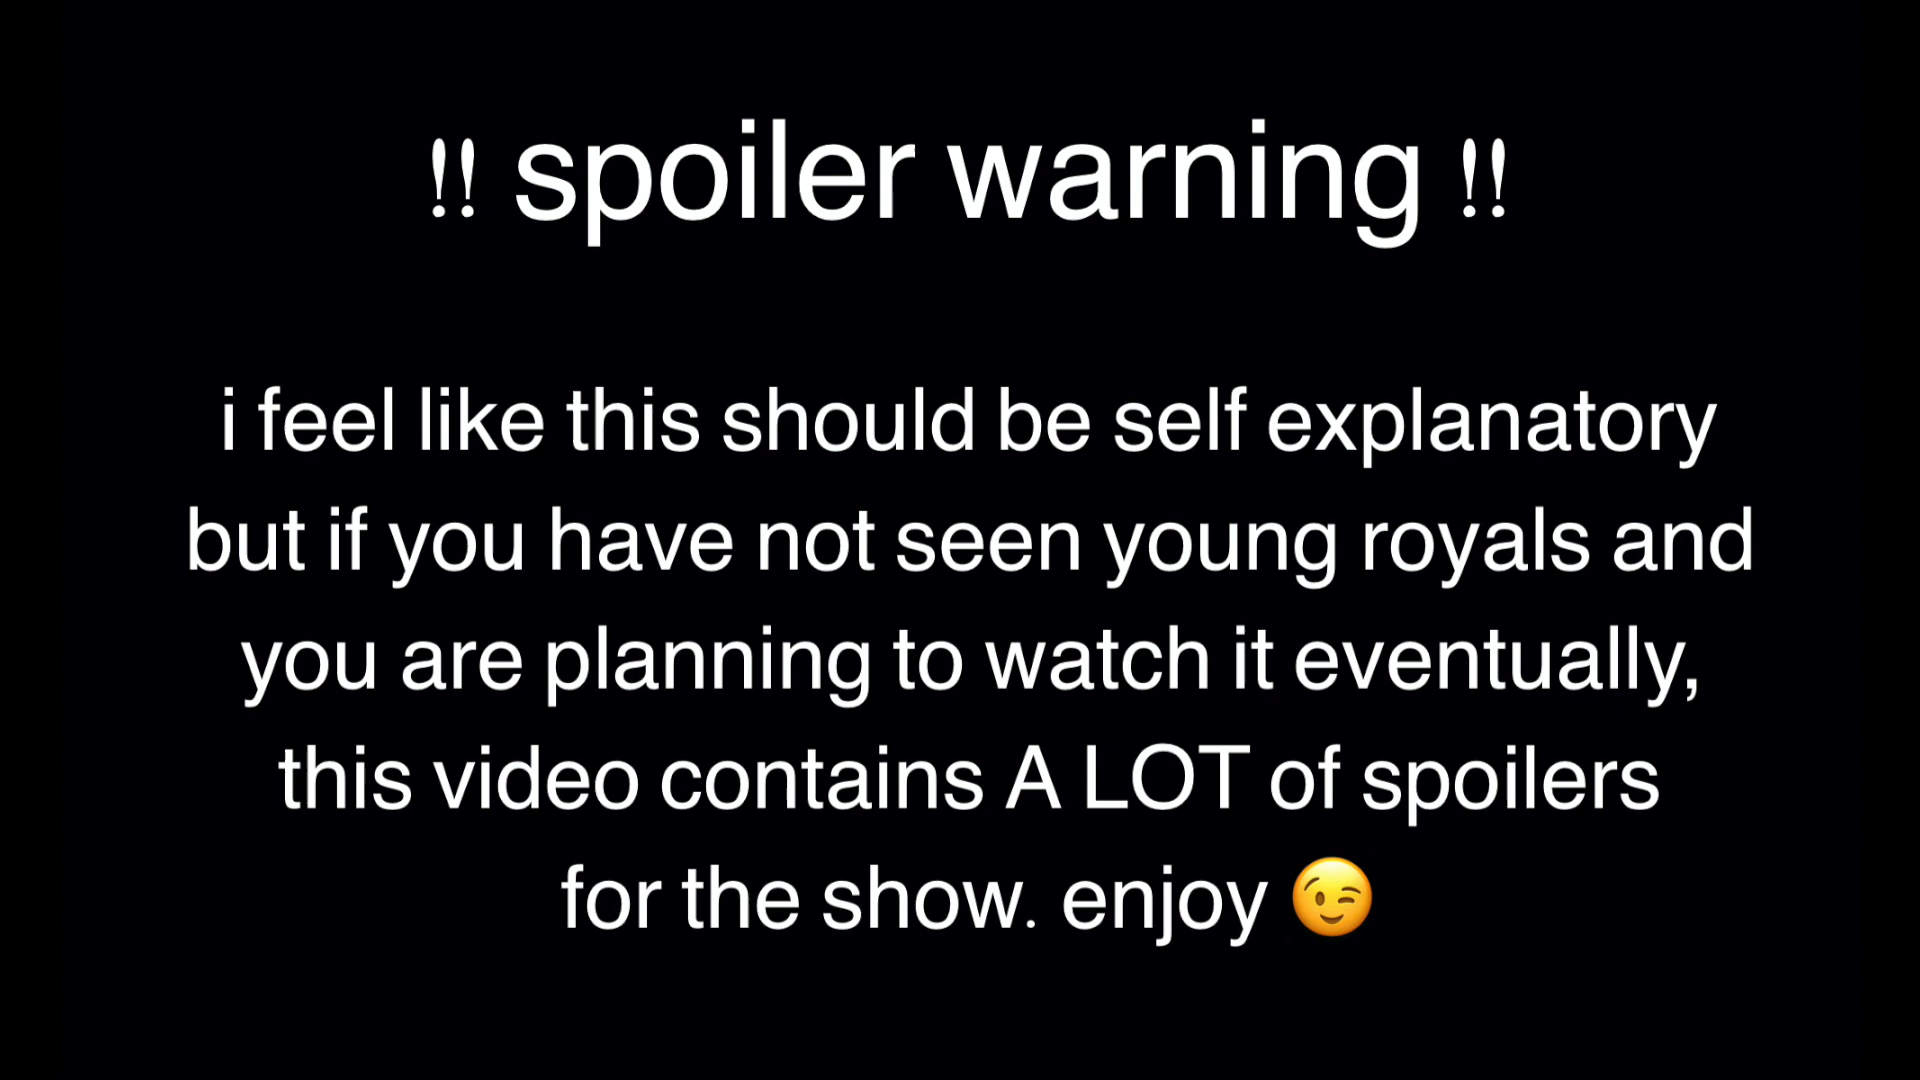 !! spoiler warning !!
i feel like this should be self explanatory
but if you have not seen young royals and
you are planning to watch it eventually,
this video contains A LOT of spoilers
for the show. enjoy 😉